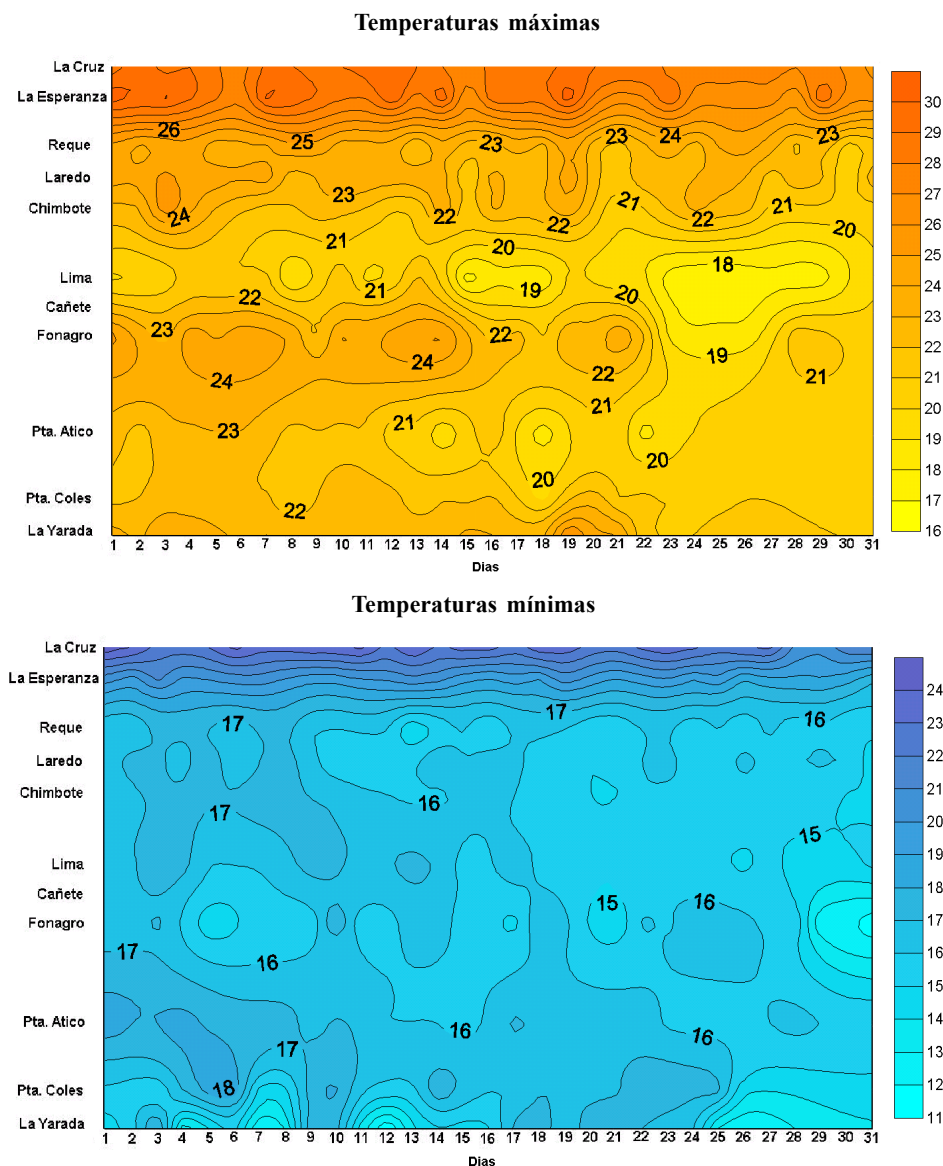 Temperaturas máximas
La Cruz
La Esperanza
Reque
Laredo
Chimbote
Lima
Cañete
Fonagro
Pta. Atico
Pta. Coles
La Yarada
26 25 23 23 24 23
24 23 22 22 21 22 21
21 20 20
21 19 20 18
22 23 22 19
24 24 22 21
23 21 21
20 20
22
30
29
28
27
26
25
24
23
22
21
20
19
18
17
16
1 2 3 4 5 6 7 8 9 10 11 12 13 14 15 16 17 18 19 20 21 22 23 24 25 26 27 28 29 30 31
Dias
Temperaturas mínimas
La Cruz
La Esperanza
Reque
Laredo
Chimbote
Lima
Cañete
Fonagro
Pta. Atico
Pta. Coles
La Yarada
17 17 16
17 16 15
15 16
17 16
16 16
17
18
24
23
22
21
20
19
18
17
16
15
14
13
12
11
1 2 3 4 5 6 7 8 9 10 11 12 13 14 15 16 17 18 19 20 21 22 23 24 25 26 27 28 29 30 31
Dias